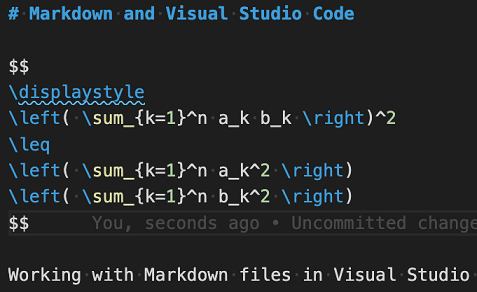 # Markdown and Visual Studio Code
$$
\displaystyle
\left( \sum_{k=1}^n a_k b_k \right)^2
\leq
\left( \sum_{k=1}^n a_k^2 \right)
\left( \sum_{k=1}^n b_k^2 \right)
$$ You, seconds ago • Uncommitted change
Working with Markdown files in Visual Studio